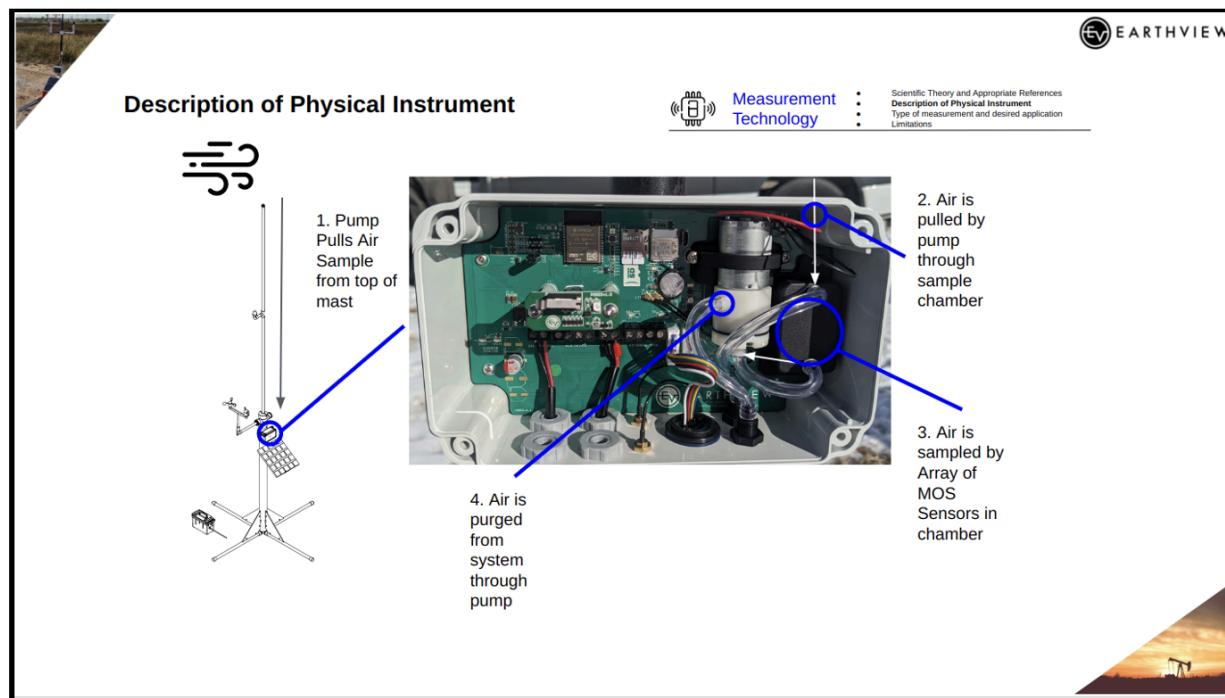 EV EARTHVIEW
Description of Physical Instrument
Measurement
Technology
• Scientific Theory and Appropriate References
• Description of Physical Instrument
• Type of measurement and desired application
• Limitations
1. Pump
Pulls Air
Sample
from top of
mast
2. Air is
pulled by
pump
through
sample
chamber
EV EARTHVIEW
3. Air is
sampled by
Array of
MOS
Sensors in
chamber
4. Air is
purged
from
system
through
pump